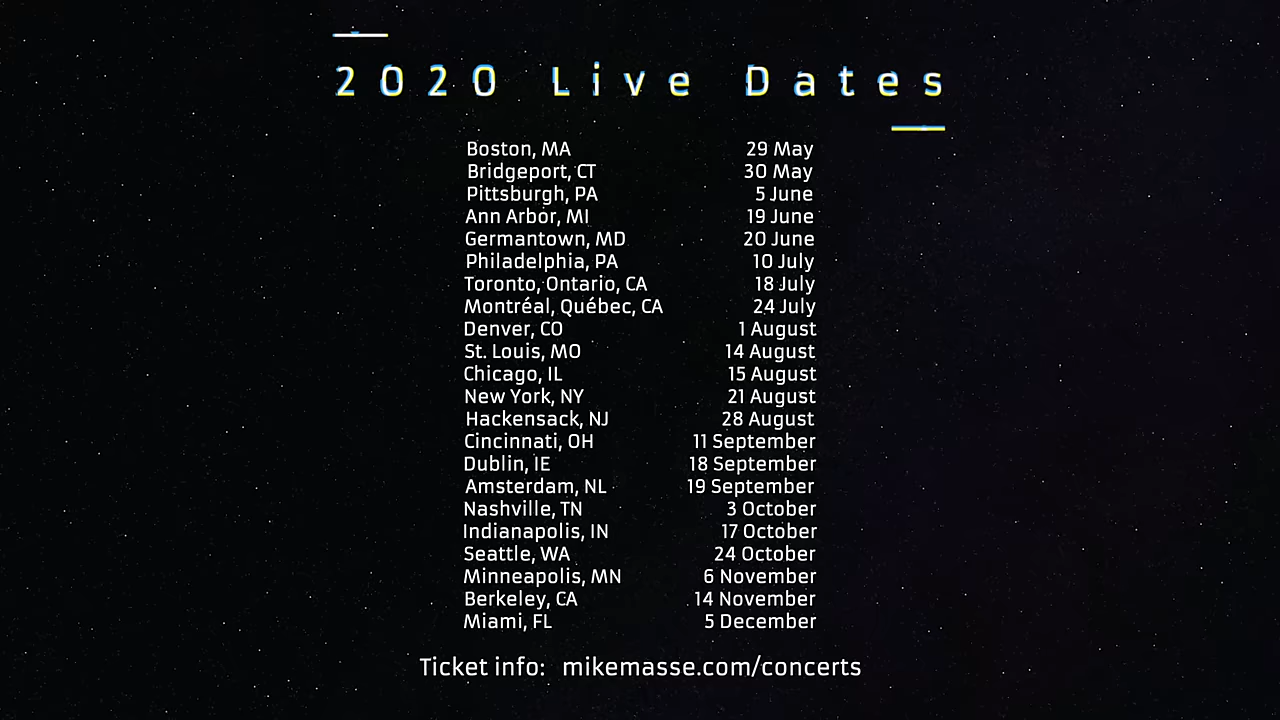 2020 Live Dates
Boston, MA 29 May
Bridgeport, CT 30 May
Pittsburgh, PA 5 June
Ann Arbor, MI 19 June
Germantown, MD 20 June
Philadelphia, PA 10 July
Toronto, Ontario, CA 18 July
Montréal, Québec, CA 24 July
Denver, CO 1 August
St. Louis, MO 14 August
Chicago, IL 15 August
New York, NY 21 August
Hackensack, NJ 28 August
Cincinnati, OH 11 September
Dublin, IE 18 September
Amsterdam, NL 19 September
Nashville, TN 3 October
Indianapolis, IN 17 October
Seattle, WA 24 October
Minneapolis, MN 6 November
Berkeley, CA 14 November
Miami, FL 5 December
Ticket info: mikemasse.com/concerts